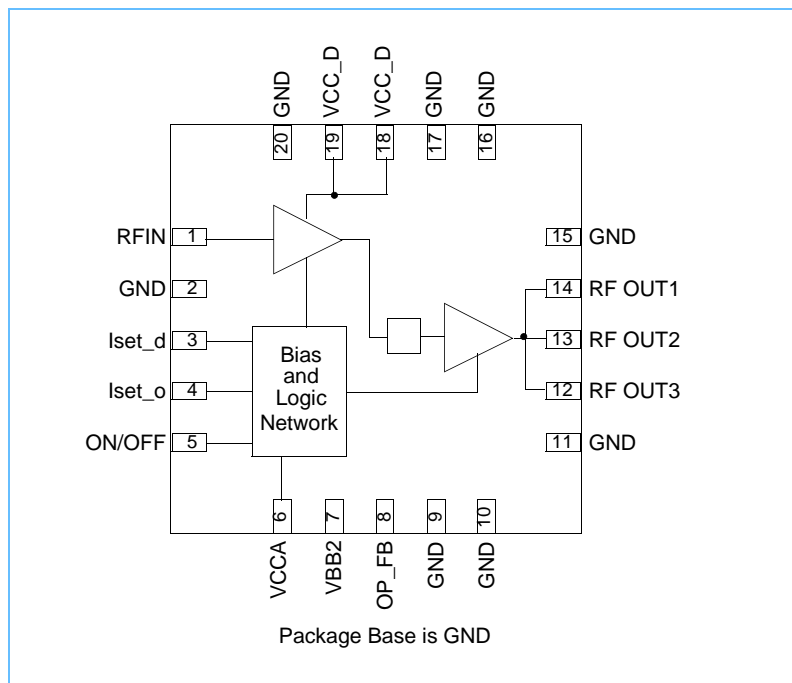 GND
VCC_D
VCC_D
GND
GND
20
19
18
17
16
RFIN 1
GND 2
Iset_d 3
Iset_o 4
ON/OFF 5
15 GND
14 RF OUT1
13 RF OUT2
12 RF OUT3
11 GND
Bias
and
Logic
Network
6
7
8
9
10
VCCA
VBB2
OP_FB
GND
GND
Package Base is GND